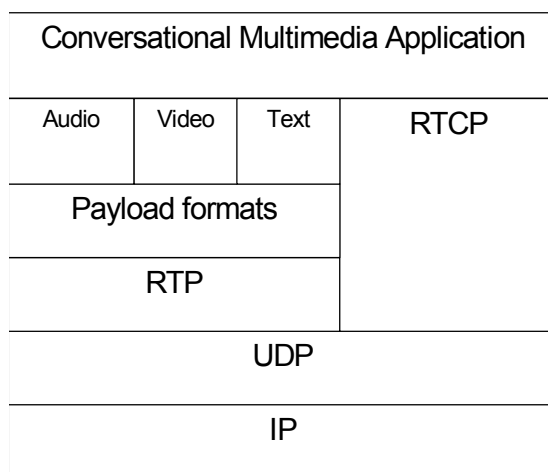 Conversational Multimedia Application
Audio
Video
Text
RTCP
Payload formats
RTP
UDP
IP